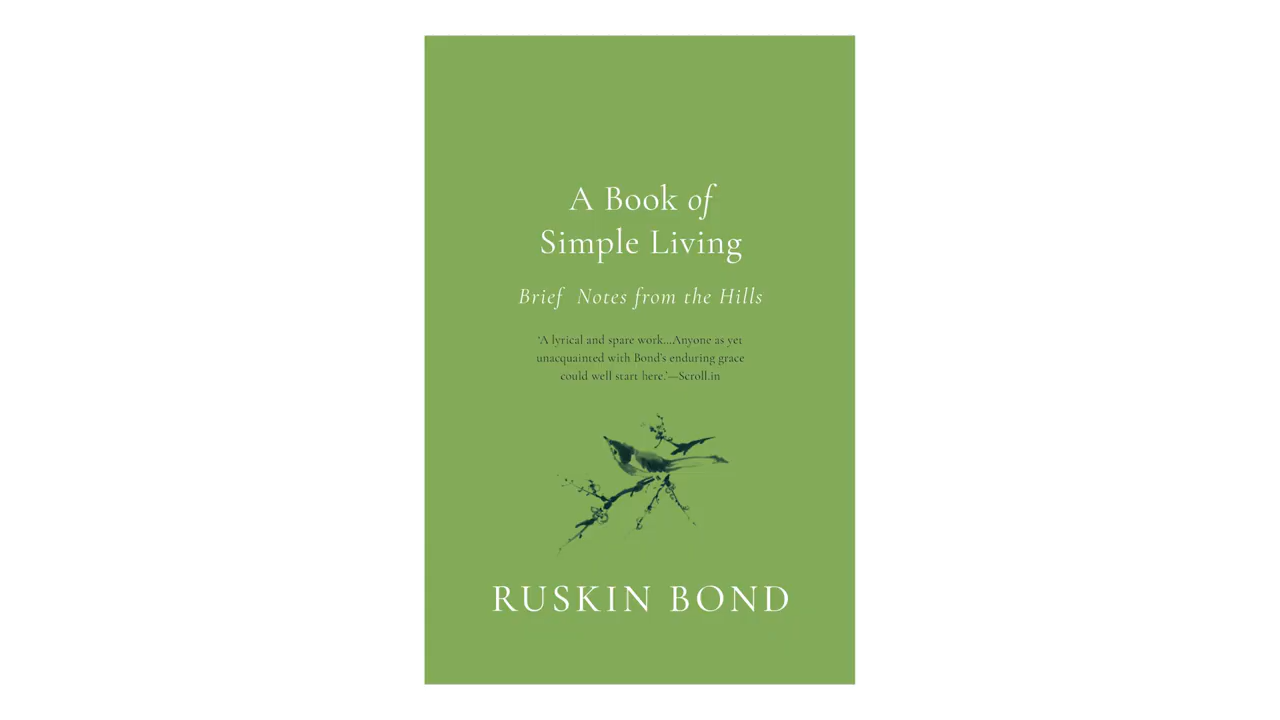 A Book of
Simple Living
Brief Notes from the Hills
‘A lyrical and spare work...Anyone as yet
unacquainted with Bond’s enduring grace
could well start here.’—Scroll.in
RUSKIN BOND